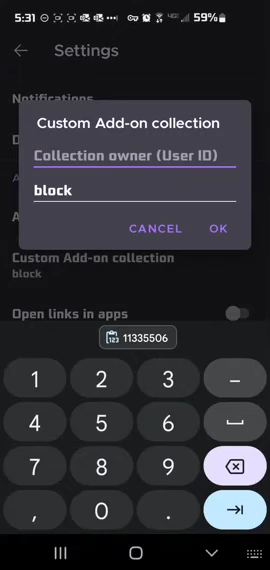 5:31 59%
Settings
Notifications
Custom Add-on collection
Collection owner (User ID)
block
CANCEL OK
Custom Add-on collection
block
Open links in apps
11335506
1 2 3 –
4 5 6
7 8 9
, 0 .